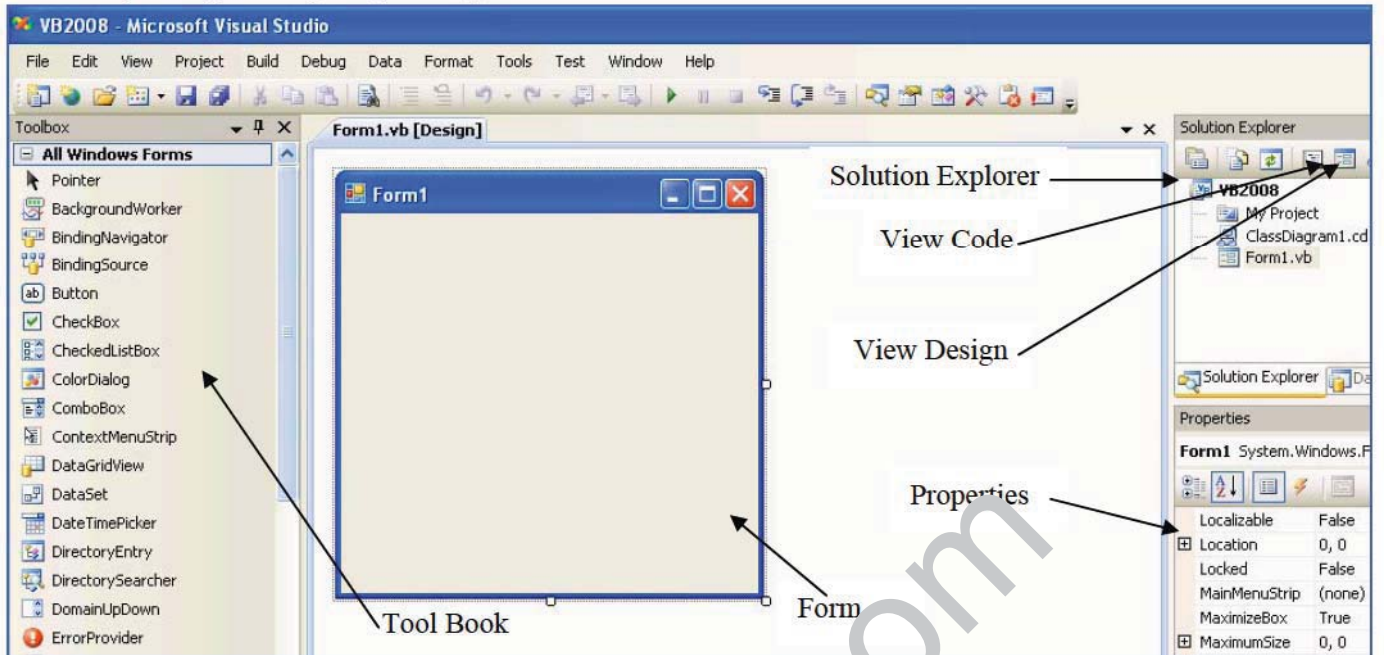 VB2008 - Microsoft Visual Studio
File Edit View Project Build Debug Data Format Tools Test Window Help
Toolbox
All Windows Forms
Pointer
BackgroundWorker
BindingNavigator
BindingSource
Button
CheckBox
CheckedListBox
ColorDialog
ComboBox
ContextMenuStrip
DataGridView
DataSet
DateTimePicker
DirectoryEntry
DirectorySearcher
DomainUpDown
ErrorProvider
Tool Book
Form1.vb [Design]
Form1
Form
Solution Explorer
View Code
View Design
Properties
Solution Explorer
VB2008
My Project
ClassDiagram1.cd
Form1.vb
Solution Explorer Da
Properties
Form1 System.Windows.F
Localizable False
Location 0, 0
Locked False
MainMenuStrip (none)
MaximizeBox True
MaximumSize 0, 0
om